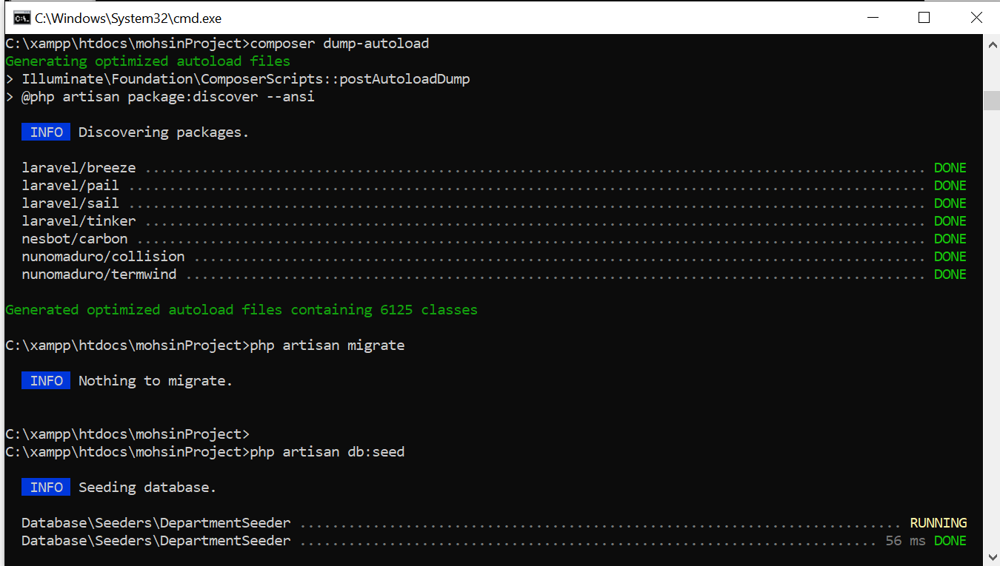 C:\Windows\System32\cmd.exe
C:\xampp\htdocs\mohsinProject>composer dump-autoload
Generating optimized autoload files
> Illuminate\Foundation\ComposerScripts::postAutoloadDump
> @php artisan package:discover --ansi
INFO Discovering packages.
laravel/breeze ................................................................................................ DONE
laravel/pail .................................................................................................. DONE
laravel/sail .................................................................................................. DONE
laravel/tinker ................................................................................................ DONE
nesbot/carbon ................................................................................................. DONE
nunomaduro/collision .......................................................................................... DONE
nunomaduro/termwind ........................................................................................... DONE
Generated optimized autoload files containing 6125 classes
C:\xampp\htdocs\mohsinProject>php artisan migrate
INFO Nothing to migrate.
C:\xampp\htdocs\mohsinProject>
C:\xampp\htdocs\mohsinProject>php artisan db:seed
INFO Seeding database.
Database\Seeders\DepartmentSeeder .......................................................................... RUNNING
Database\Seeders\DepartmentSeeder ....................................................................... 56 ms DONE